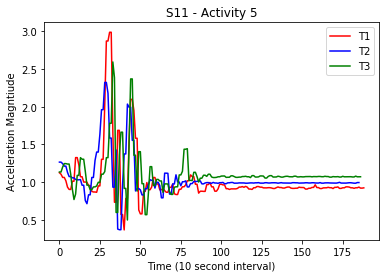 S11 - Activity 5
T1
T2
T3
3.0
2.5
2.0
1.5
1.0
0.5
Acceleration Magntiude
0 25 50 75 100 125 150 175
Time (10 second interval)